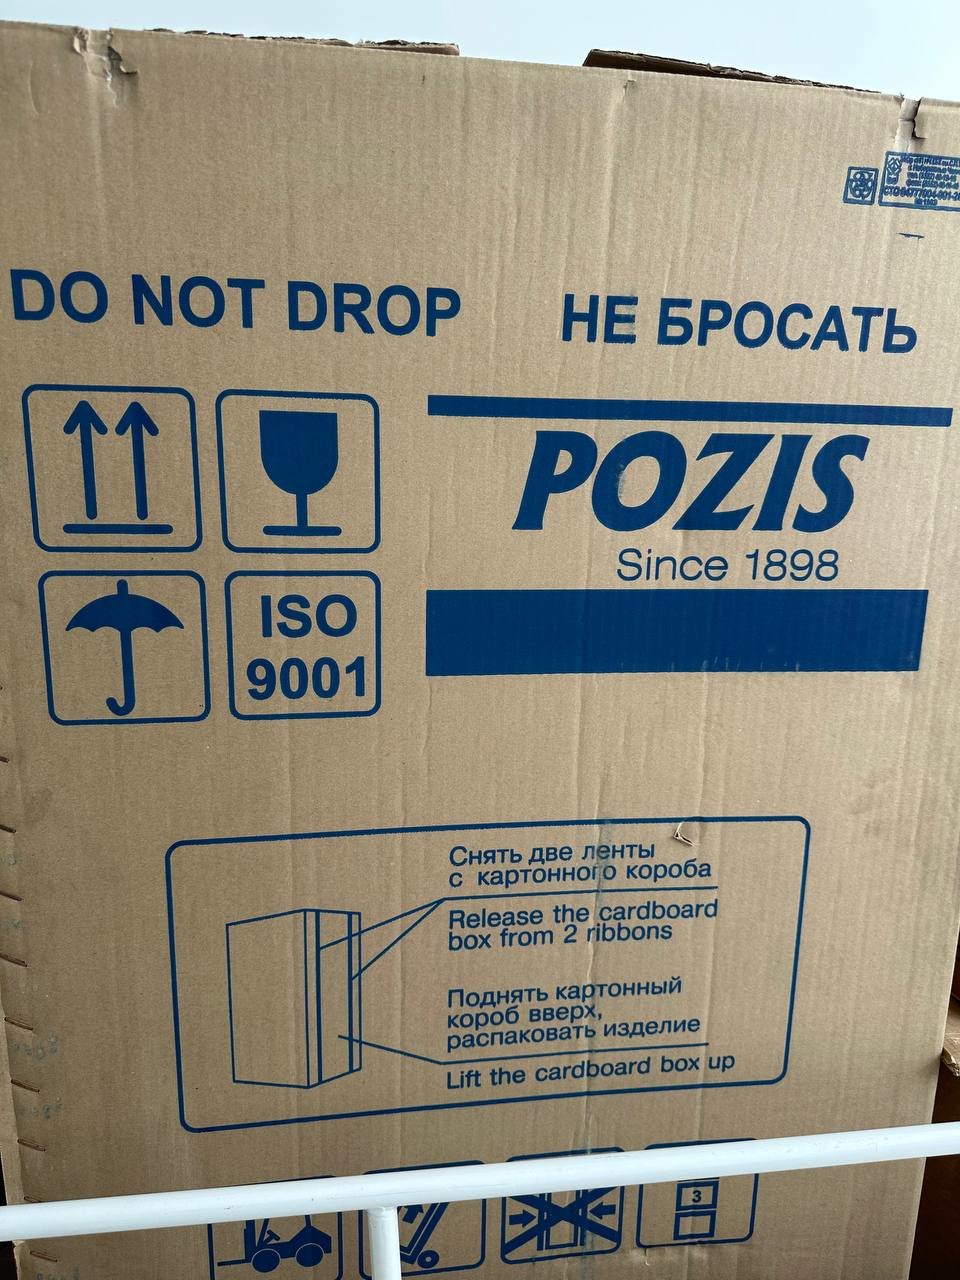 DO NOT DROP
НЕ БРОСАТЬ
POZIS
Since 1898
ISO
9001
Снять две ленты
с картонного короба
Release the cardboard
box from 2 ribbons
Поднять картонный
короб вверх,
распаковать изделие
Lift the cardboard box up
3